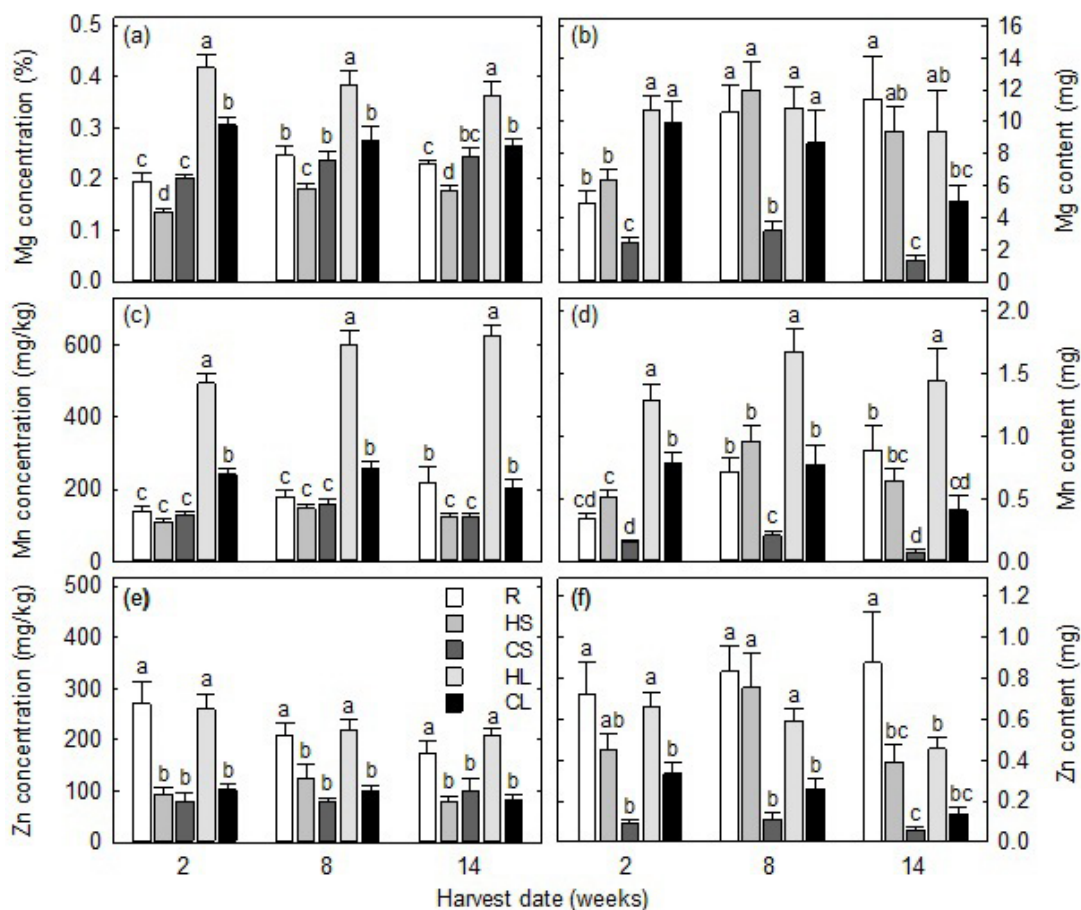 0.5 (a) a a a b b b b b c c bc c c d d
0.4
0.3
0.2
0.1
0.0
Mg concentration (%)
(b) a a a a a a a ab ab b b b bc c c
16
14
12
10
8
6
4
2
0
Mg content (mg)
(c) a a a b b b b c c c c c c c c
600
400
200
0
Mn concentration (mg/kg)
(d) a a a b b b b b bc c c cd cd d d
2.0
1.5
1.0
0.5
0.0
Mn content (mg)
(e) a a a a a a b b b b b b b b b
500
400
300
200
100
0
Zn concentration (mg/kg)
R
HS
CS
HL
CL
(f) a a a a a a ab b b b b b bc bc c
1.2
1.0
0.8
0.6
0.4
0.2
0.0
Zn content (mg)
2 8 14 2 8 14
Harvest date (weeks)